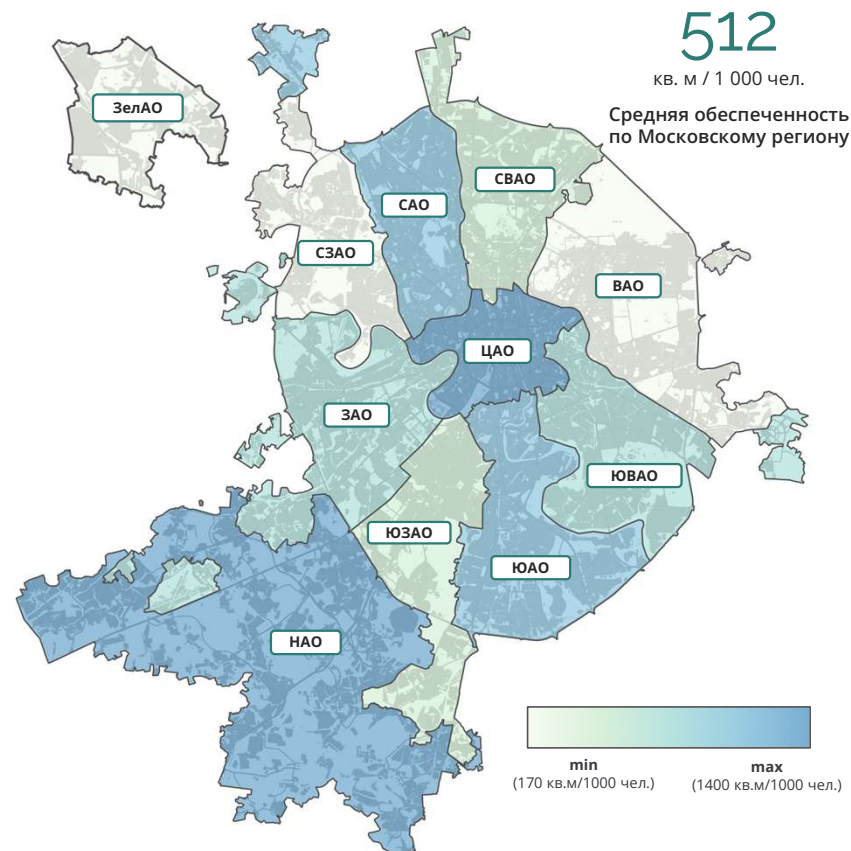 512
кв. м / 1 000 чел.
Средняя обеспеченность
по Московскому региону
ЗелАО
СВАО
САО
СЗАО
ВАО
ЦАО
ЗАО
ЮВАО
ЮЗАО
ЮАО
НАО
min
(170 кв.м/1000 чел.)
max
(1400 кв.м/1000 чел.)